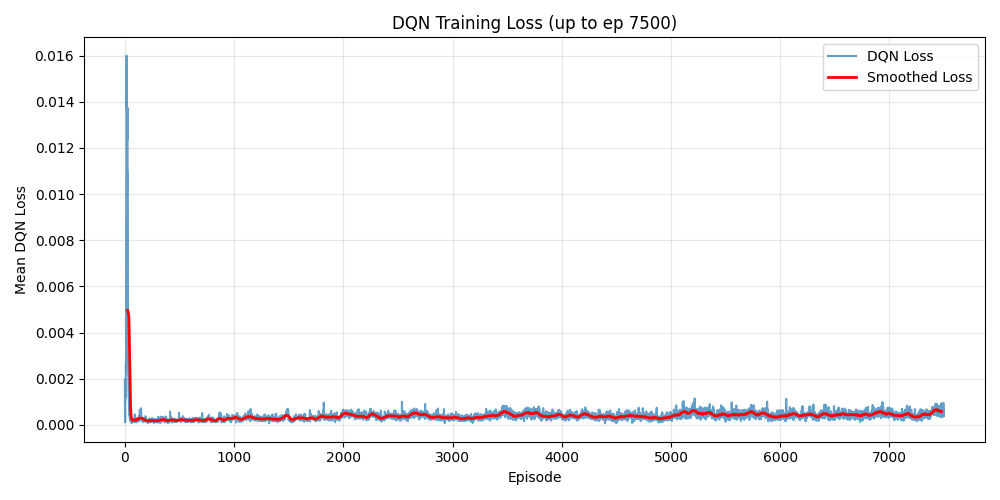 DQN Training Loss (up to ep 7500)
DQN Loss
Smoothed Loss
Mean DQN Loss
0.016
0.014
0.012
0.010
0.008
0.006
0.004
0.002
0.000
0 1000 2000 3000 4000 5000 6000 7000
Episode